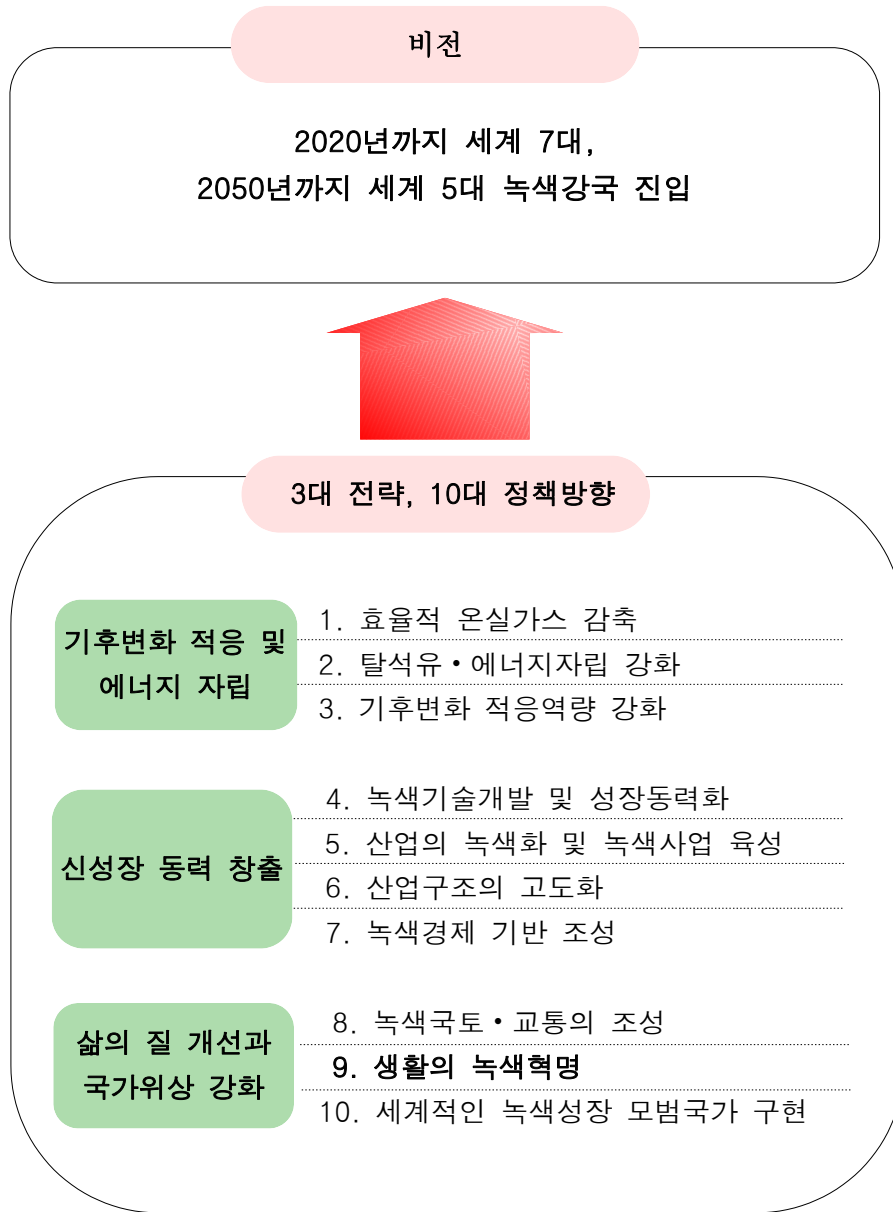 비전
2020년까지 세계 7대,
2050년까지 세계 5대 녹색강국 진입
3대 전략, 10대 정책방향
기후변화 적응 및
에너지 자립
1. 효율적 온실가스 감축
2. 탈석유•에너지자립 강화
3. 기후변화 적응역량 강화
신성장 동력 창출
4. 녹색기술개발 및 성장동력화
5. 산업의 녹색화 및 녹색사업 육성
6. 산업구조의 고도화
7. 녹색경제 기반 조성
삶의 질 개선과
국가위상 강화
8. 녹색국토•교통의 조성
9. 생활의 녹색혁명
10. 세계적인 녹색성장 모범국가 구현